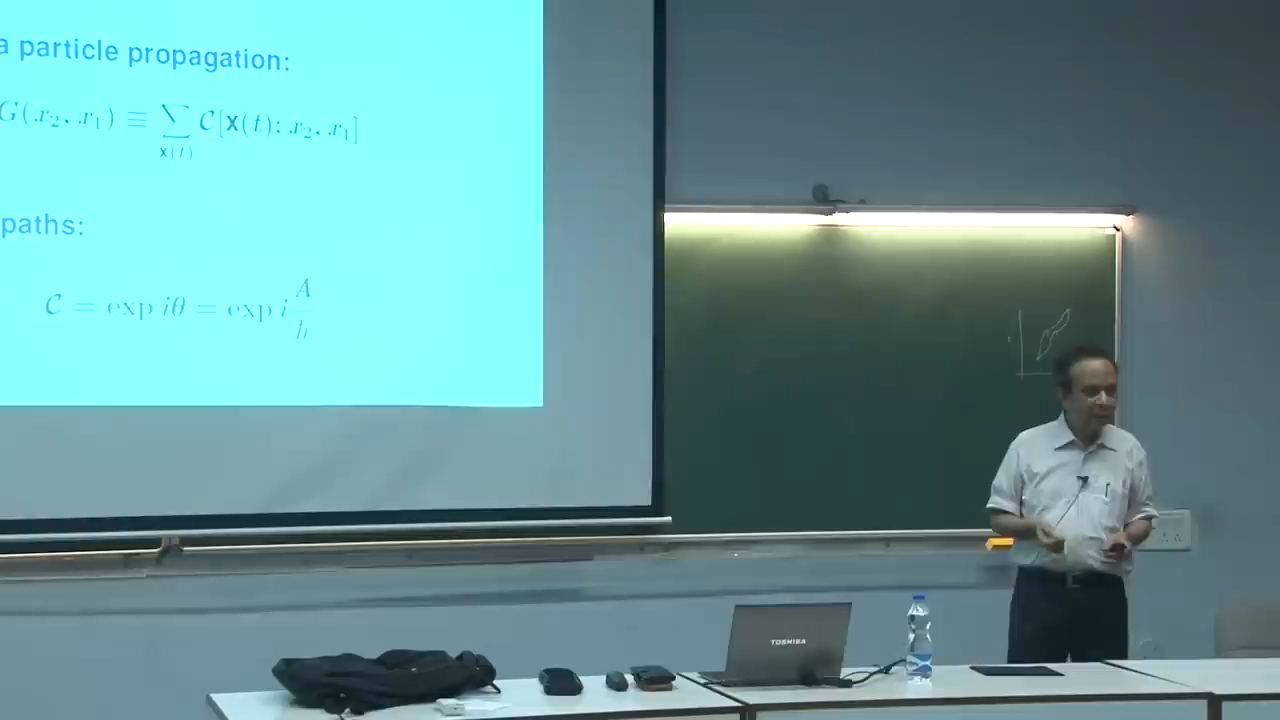 a particle propagation:
G(x₂, x₁) ≡ ∑ C[x(t): x₂, x₁]
x(t)
paths:
C = exp iθ = exp i A/ħ
TOSHIBA